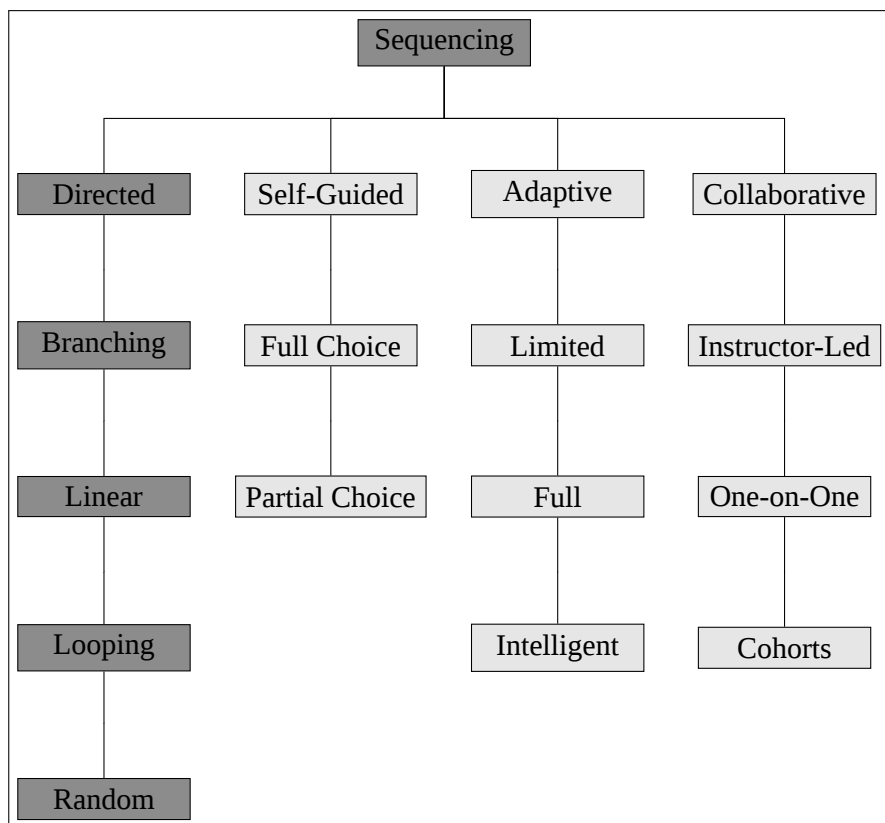 Sequencing
Directed
Self-Guided
Adaptive
Collaborative
Branching
Full Choice
Limited
Instructor-Led
Linear
Partial Choice
Full
One-on-One
Looping
Intelligent
Cohorts
Random